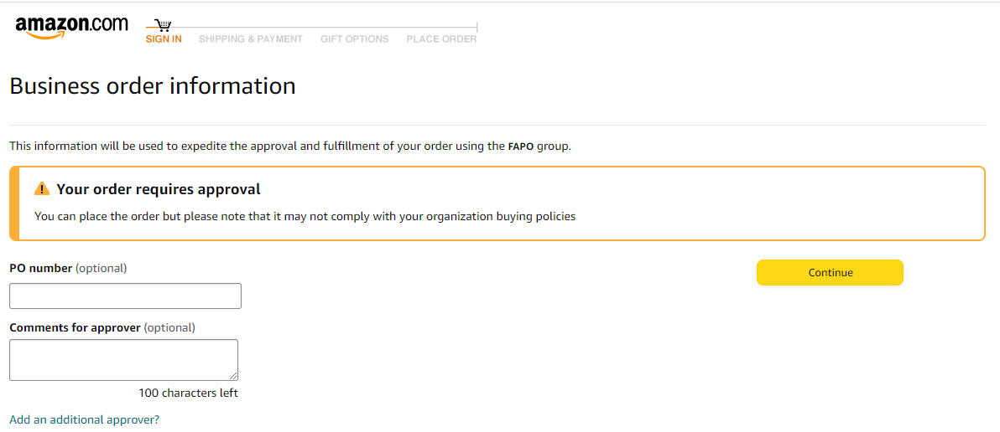 amazon.com
SIGN IN SHIPPING & PAYMENT GIFT OPTIONS PLACE ORDER
Business order information
This information will be used to expedite the approval and fulfillment of your order using the FAPO group.
Your order requires approval
You can place the order but please note that it may not comply with your organization buying policies
PO number (optional)
Continue
Comments for approver (optional)
100 characters left
Add an additional approver?